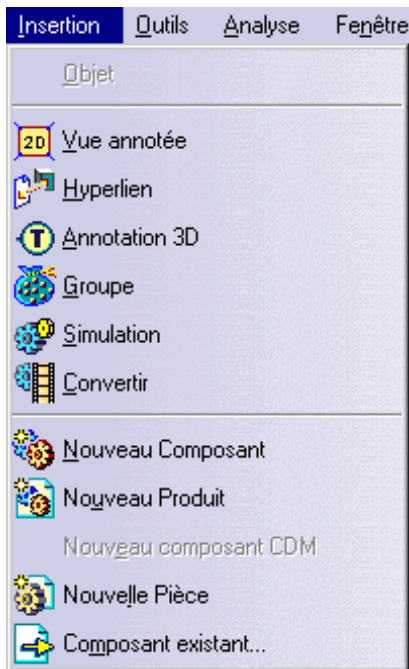 Insertion Outils Analyse Fenêtre
Objet
2D Vue annotée
Hyperlien
T Annotation 3D
Groupe
Simulation
Convertir
Nouveau Composant
Nouveau Produit
Nouveau composant CDM
Nouvelle Pièce
Composant existant...